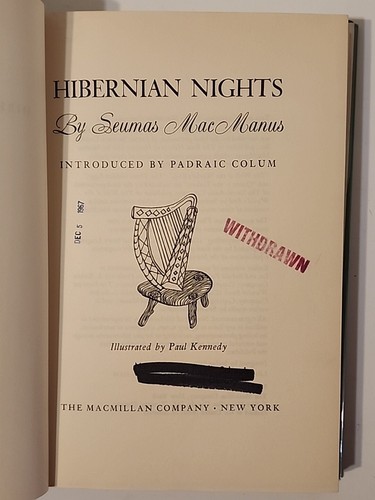 HIBERNIAN NIGHTS
By Seumas MacManus
INTRODUCED BY PADRAIC COLUM
DEC 5 1967
WITHDRAWN
Illustrated by Paul Kennedy
THE MACMILLAN COMPANY · NEW YORK